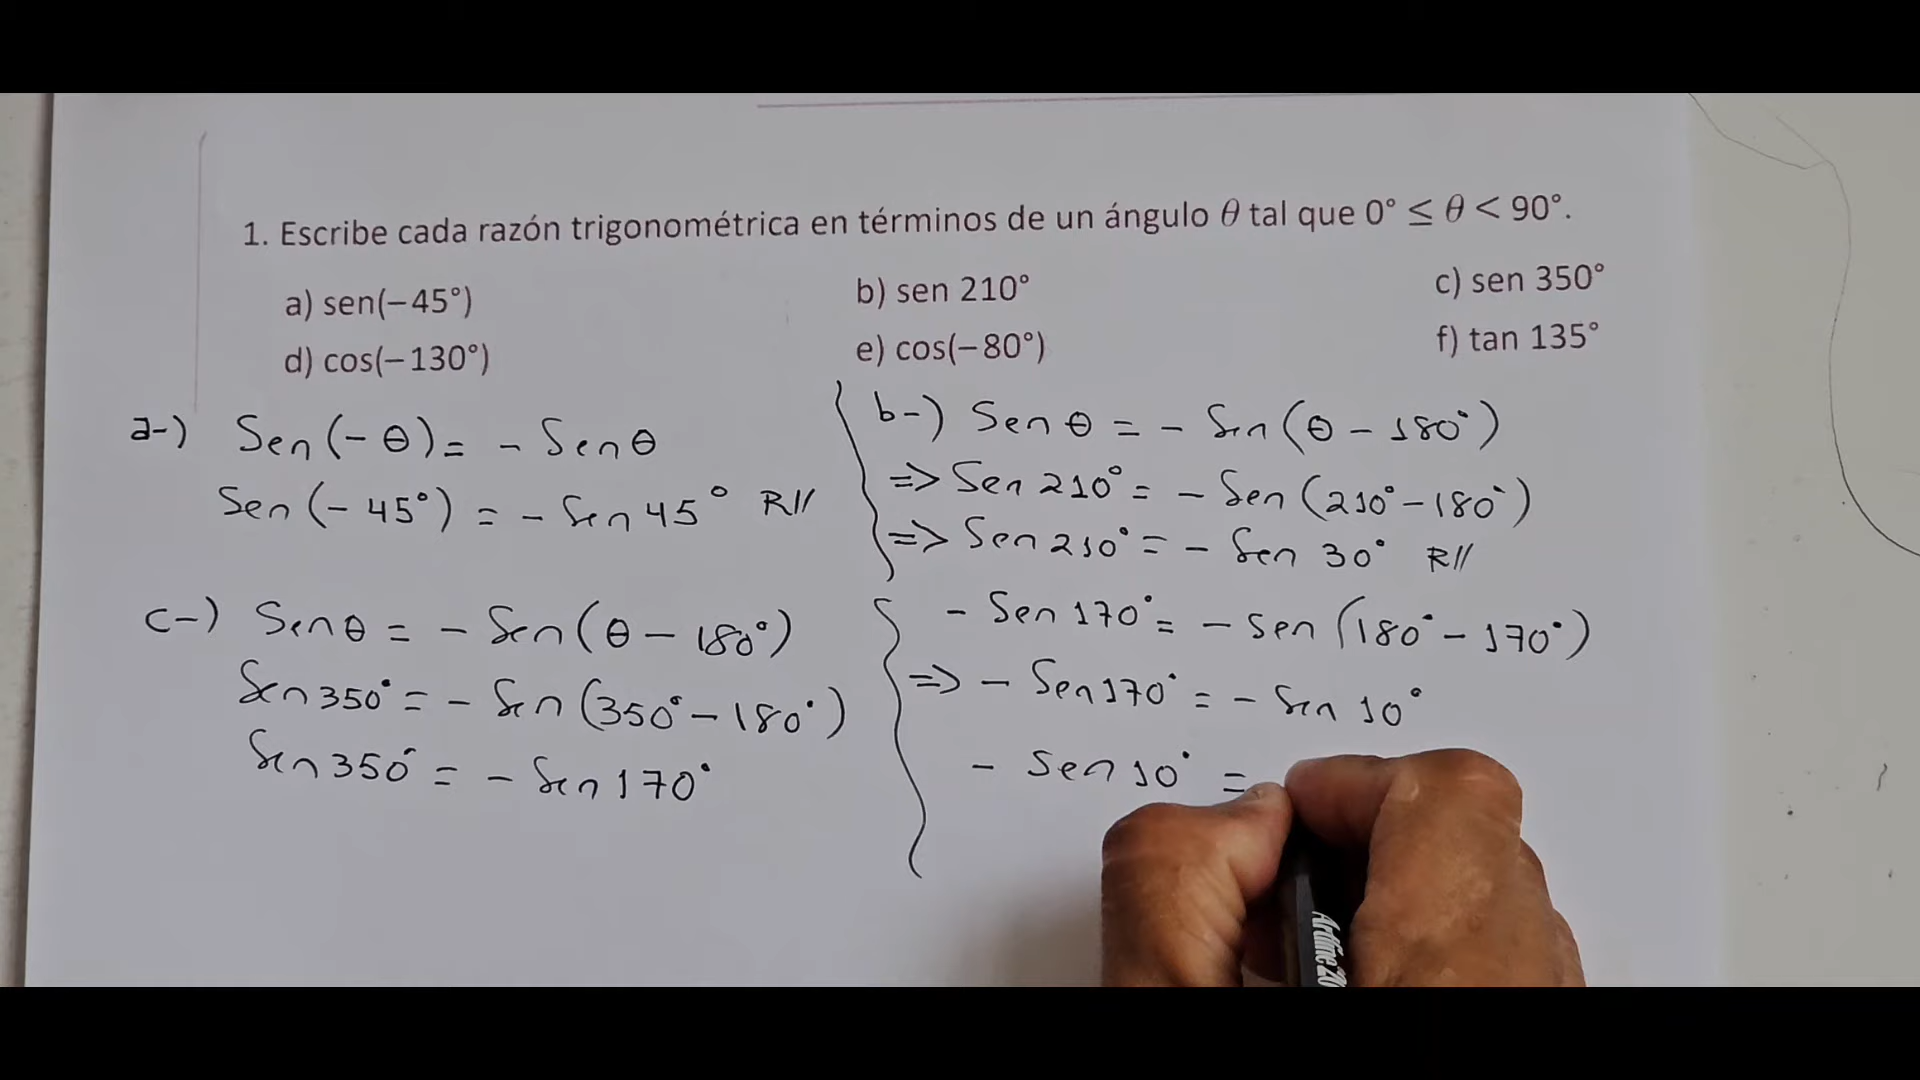 1. Escribe cada razón trigonométrica en términos de un ángulo θ tal que 0° ≤ θ < 90°.
a) sen(−45°) b) sen 210° c) sen 350°
d) cos(−130°) e) cos(−80°) f) tan 135°
a-) Sen(-θ) = - Senθ
Sen(-45°) = - Sen 45° R//
b-) Sen θ = - Sen(θ - 180°)
=> Sen 210° = - Sen(210° - 180°)
=> Sen 210° = - Sen 30° R//
c-) Sen θ = - Sen(θ - 180°)
Sen 350° = - Sen(350° - 180°)
Sen 350° = - Sen 170°
- Sen 170° = - sen(180° - 170°)
=> - Sen 170° = - Sen 10°
- Sen 10° =
Artline 20